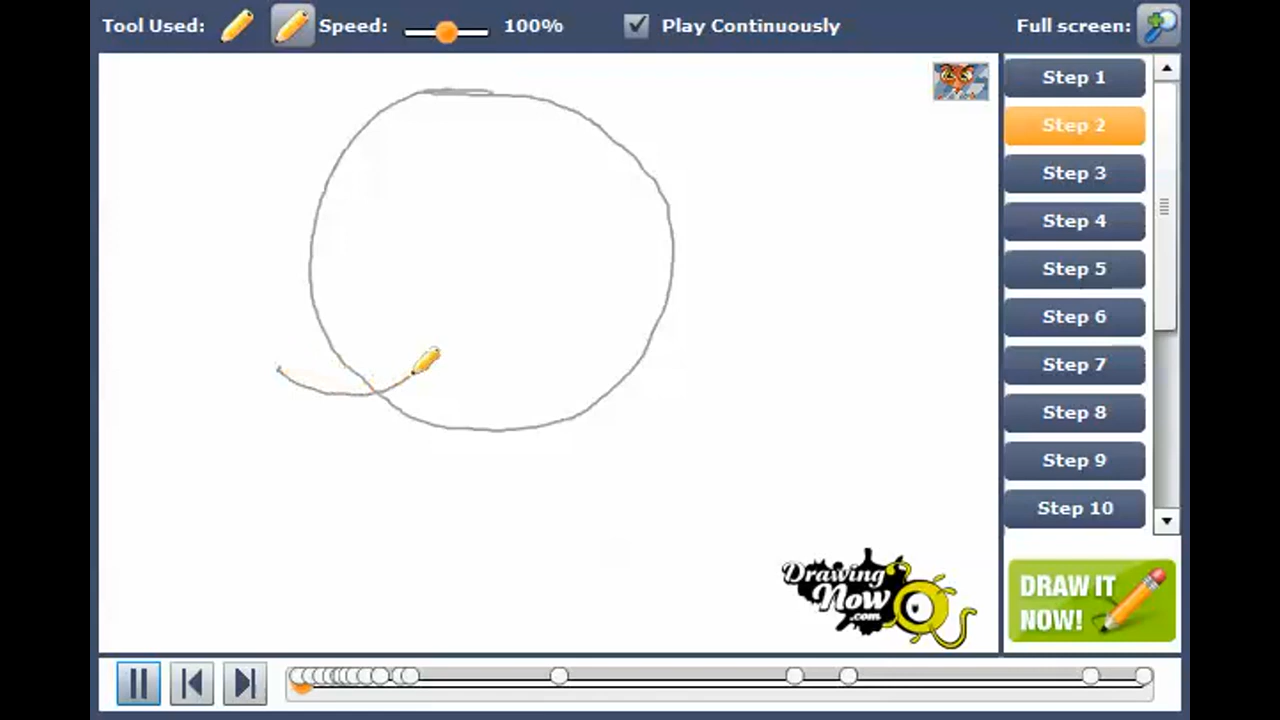 Tool Used:
Speed:
100%
Play Continuously
Full screen:
Step 1
Step 2
Step 3
Step 4
Step 5
Step 6
Step 7
Step 8
Step 9
Step 10
Drawing
Now
.com
DRAW IT
NOW!